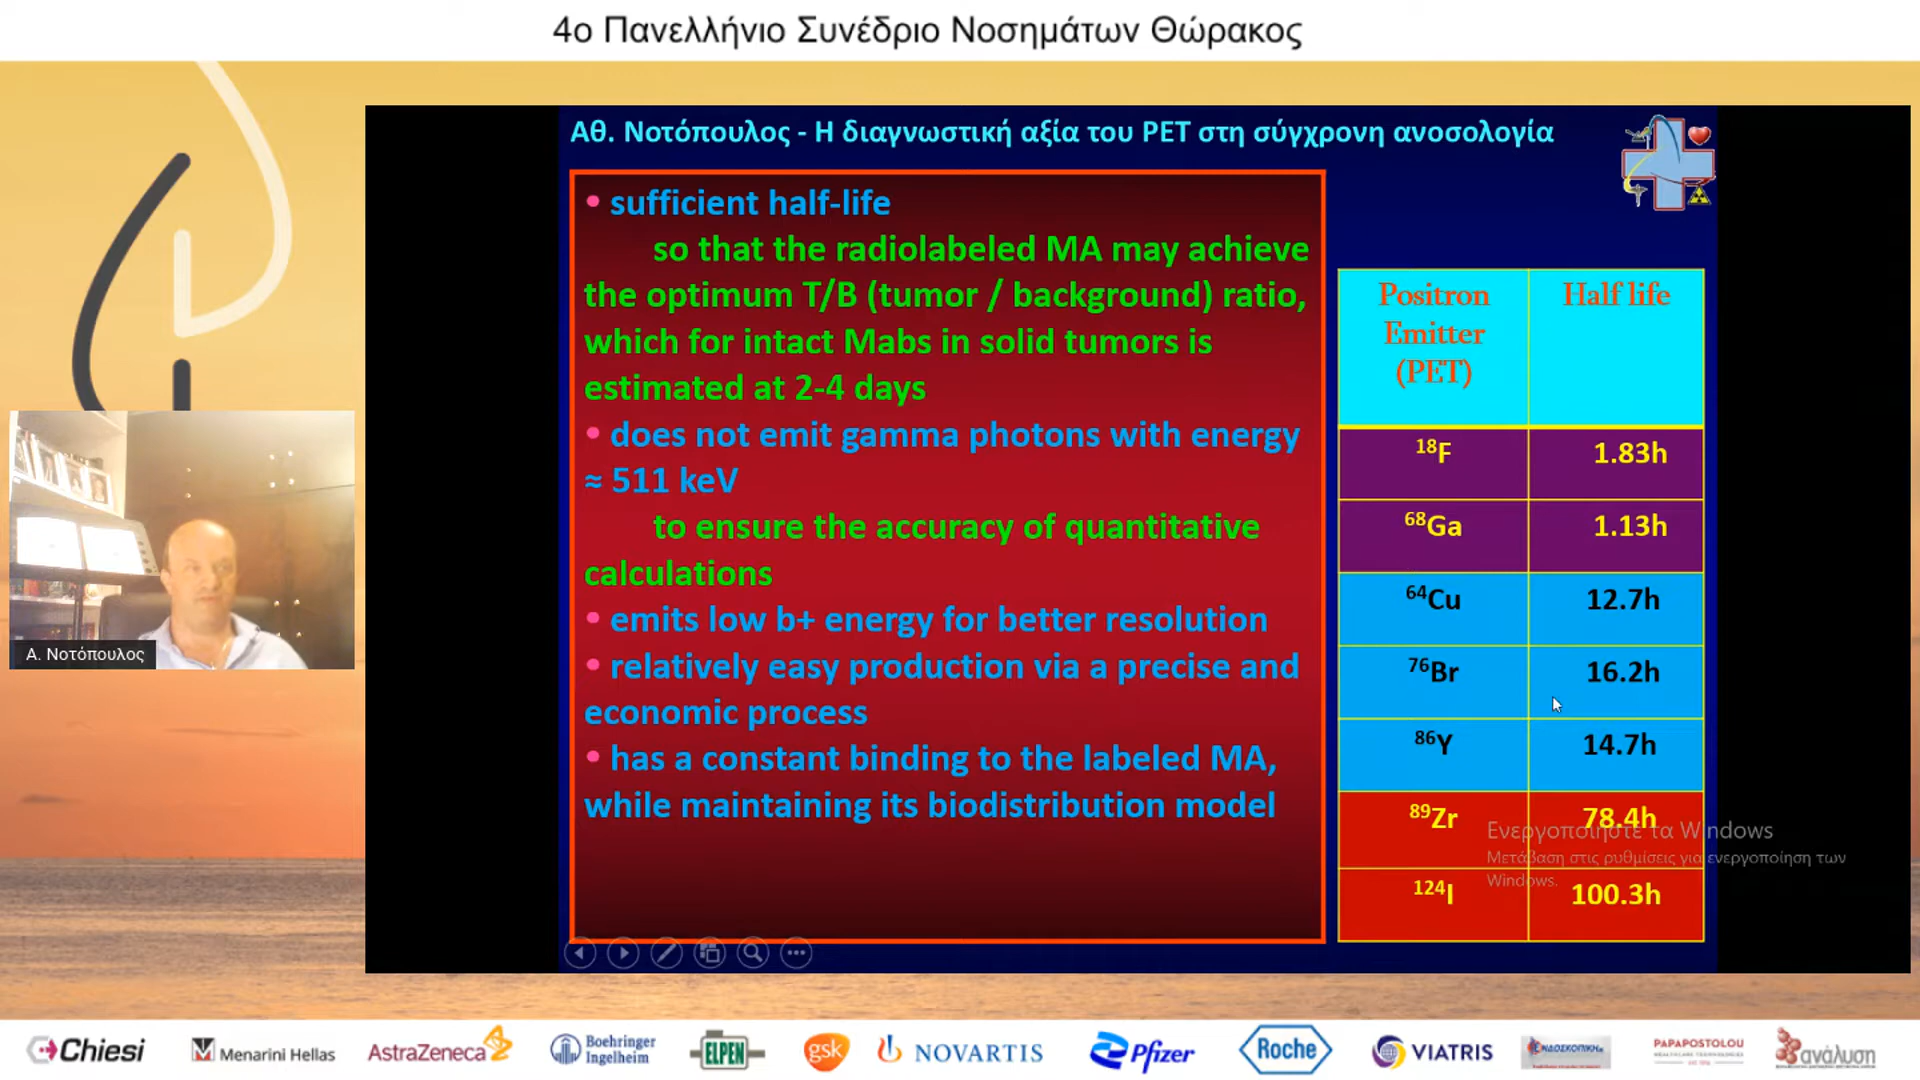 4ο Πανελλήνιο Συνέδριο Νοσημάτων Θώρακος
Αθ. Νοτόπουλος - Η διαγνωστική αξία του PET στη σύγχρονη ανοσολογία
• sufficient half-life
so that the radiolabeled MA may achieve
the optimum T/B (tumor / background) ratio,
which for intact Mabs in solid tumors is
estimated at 2-4 days
• does not emit gamma photons with energy
≈ 511 keV
to ensure the accuracy of quantitative
calculations
• emits low b+ energy for better resolution
• relatively easy production via a precise and
economic process
• has a constant binding to the labeled MA,
while maintaining its biodistribution model
Positron
Emitter
(PET)
Half life
¹⁸F 1.83h
⁶⁸Ga 1.13h
⁶⁴Cu 12.7h
⁷⁶Br 16.2h
⁸⁶Y 14.7h
⁸⁹Zr 78.4h
¹²⁴I 100.3h
Ενεργοποιήστε τα Windows
Μετάβαση στις ρυθμίσεις για ενεργοποίηση των
Windows.
Α. Νοτόπουλος
Chiesi
Menarini Hellas
AstraZeneca
Boehringer
Ingelheim
ELPEN
gsk
NOVARTIS
Pfizer
Roche
VIATRIS
ΕΝΔΟΣΚΟΠΙΚΗ
PAPAPOSTOLOU
ανάλυση